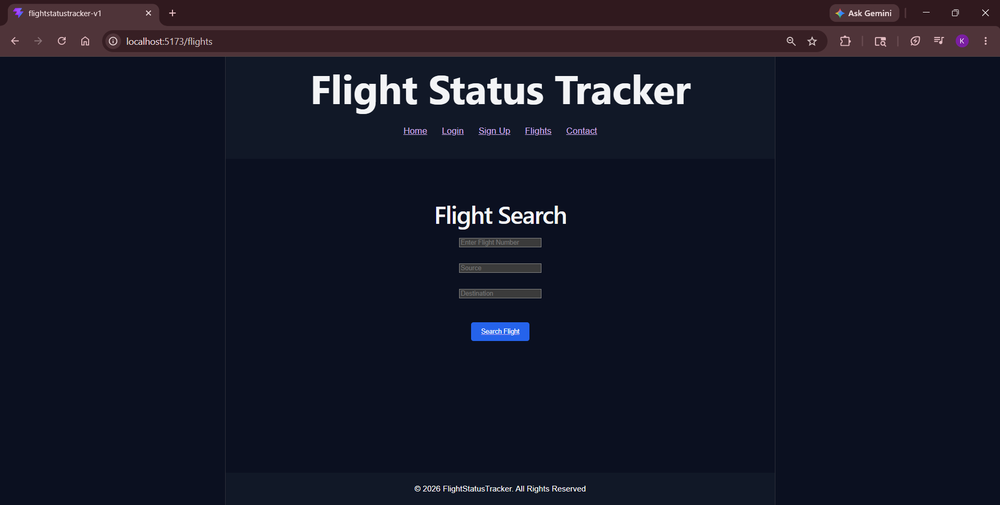 flightstatustracker-v1
Ask Gemini
localhost:5173/flights
K
Flight Status Tracker
Home Login Sign Up Flights Contact
Flight Search
Enter Flight Number
Source
Destination
Search Flight
© 2026 FlightStatusTracker. All Rights Reserved